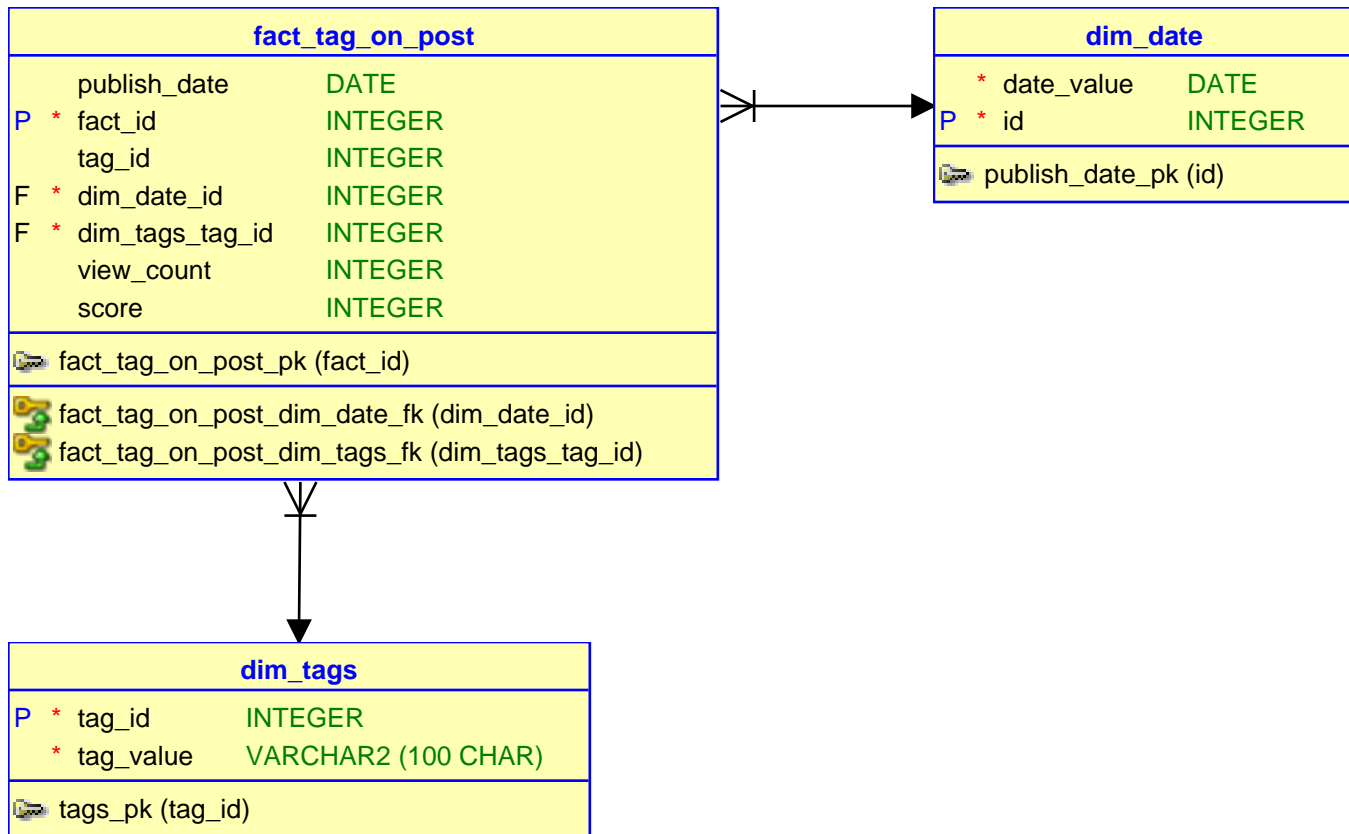 fact_tag_on_post
publish_date DATE
P * fact_id INTEGER
tag_id INTEGER
F * dim_date_id INTEGER
F * dim_tags_tag_id INTEGER
view_count INTEGER
score INTEGER
fact_tag_on_post_pk (fact_id)
fact_tag_on_post_dim_date_fk (dim_date_id)
fact_tag_on_post_dim_tags_fk (dim_tags_tag_id)
dim_date
* date_value DATE
P * id INTEGER
publish_date_pk (id)
dim_tags
P * tag_id INTEGER
* tag_value VARCHAR2 (100 CHAR)
tags_pk (tag_id)